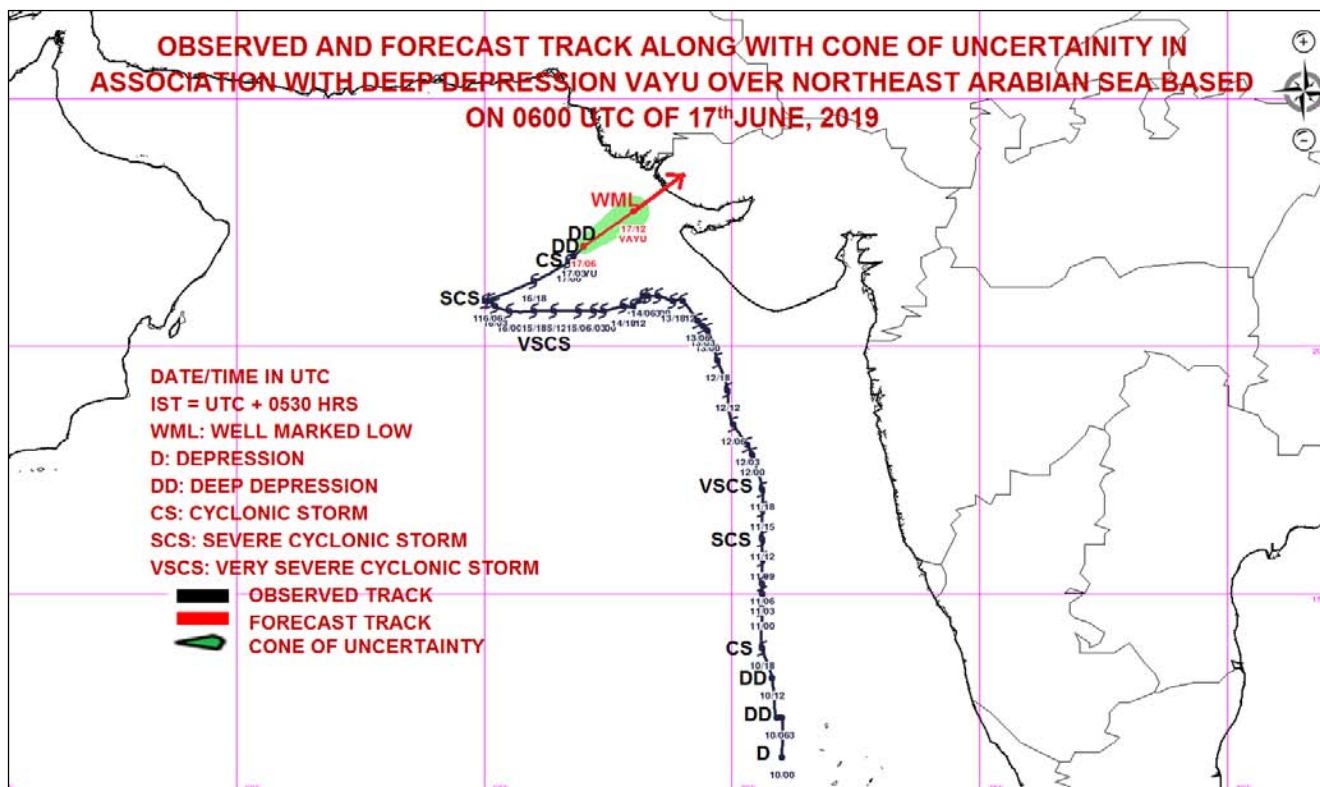 OBSERVED AND FORECAST TRACK ALONG WITH CONE OF UNCERTAINITY IN
ASSOCIATION WITH DEEP DEPRESSION VAYU OVER NORTHEAST ARABIAN SEA BASED
ON 0600 UTC OF 17th JUNE, 2019
WML
17/12
VAYU
DD
DD
17/06
CS
SCS
16/18
VSCS
12/18
12/12
12/06
12/03
12/00
VSCS
11/18
11/15
SCS
11/12
11/09
11/06
11/03
11/00
CS
10/18
DD
10/12
DD
D
10/00
DATE/TIME IN UTC
IST = UTC + 0530 HRS
WML: WELL MARKED LOW
D: DEPRESSION
DD: DEEP DEPRESSION
CS: CYCLONIC STORM
SCS: SEVERE CYCLONIC STORM
VSCS: VERY SEVERE CYCLONIC STORM
OBSERVED TRACK
FORECAST TRACK
CONE OF UNCERTAINTY